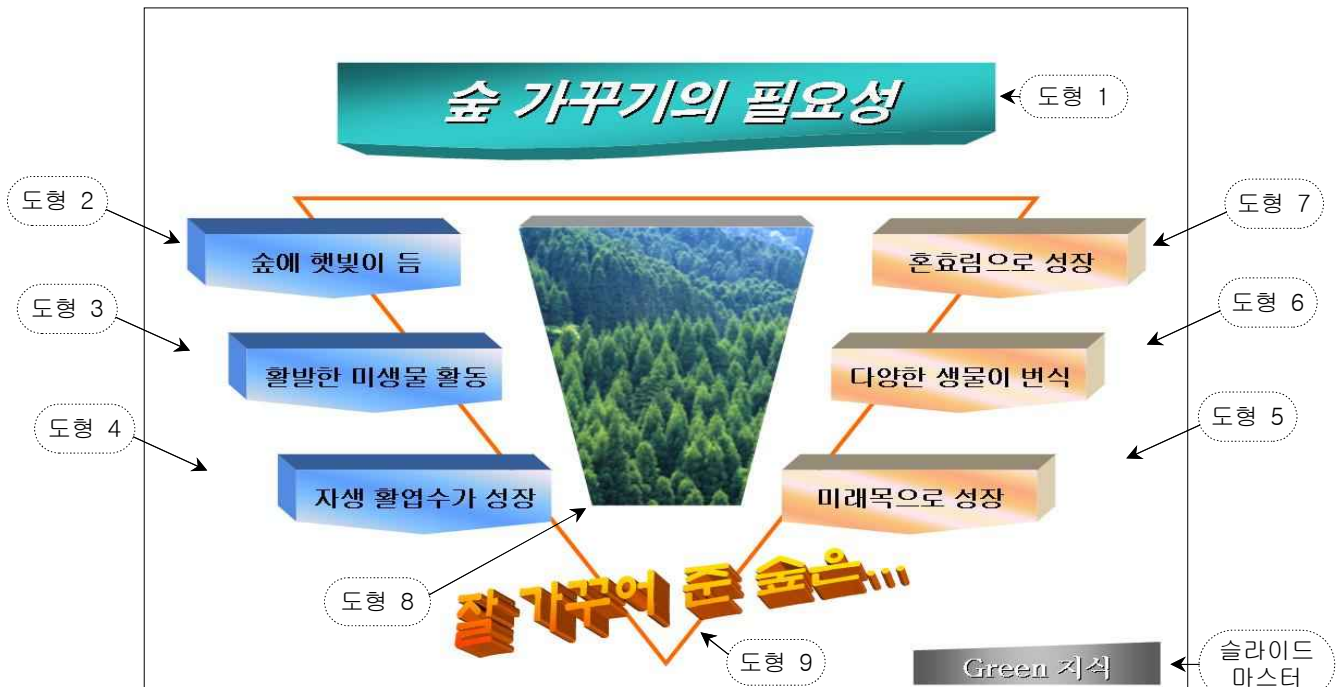 숲 가꾸기의 필요성
도형 1
도형 2
도형 7
숲에 햇빛이 듬
혼효림으로 성장
도형 3
도형 6
활발한 미생물 활동
다양한 생물이 번식
도형 4
도형 5
자생 활엽수가 성장
미래목으로 성장
잘 가꾸어 준 숲은...
도형 8
도형 9
Green 지식
슬라이드
마스터